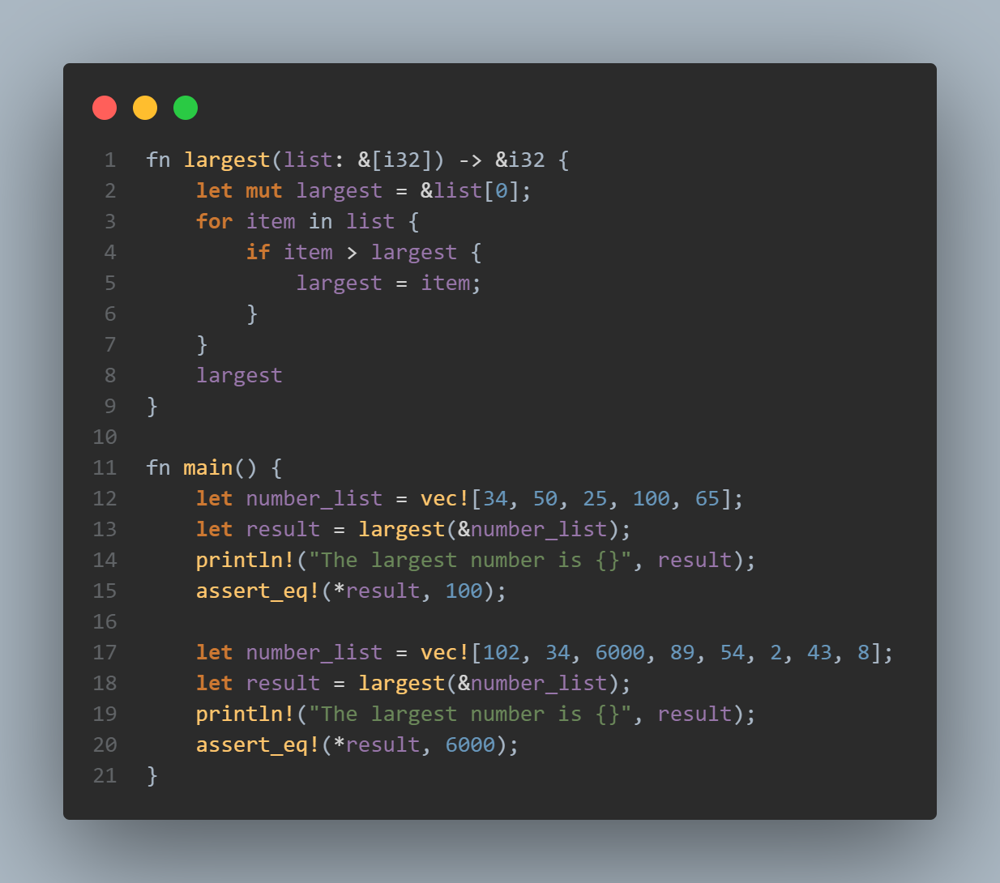 1 fn largest(list: &[i32]) -> &i32 {
2     let mut largest = &list[0];
3     for item in list {
4         if item > largest {
5             largest = item;
6         }
7     }
8     largest
9 }
10
11 fn main() {
12     let number_list = vec![34, 50, 25, 100, 65];
13     let result = largest(&number_list);
14     println!("The largest number is {}", result);
15     assert_eq!(*result, 100);
16
17     let number_list = vec![102, 34, 6000, 89, 54, 2, 43, 8];
18     let result = largest(&number_list);
19     println!("The largest number is {}", result);
20     assert_eq!(*result, 6000);
21 }